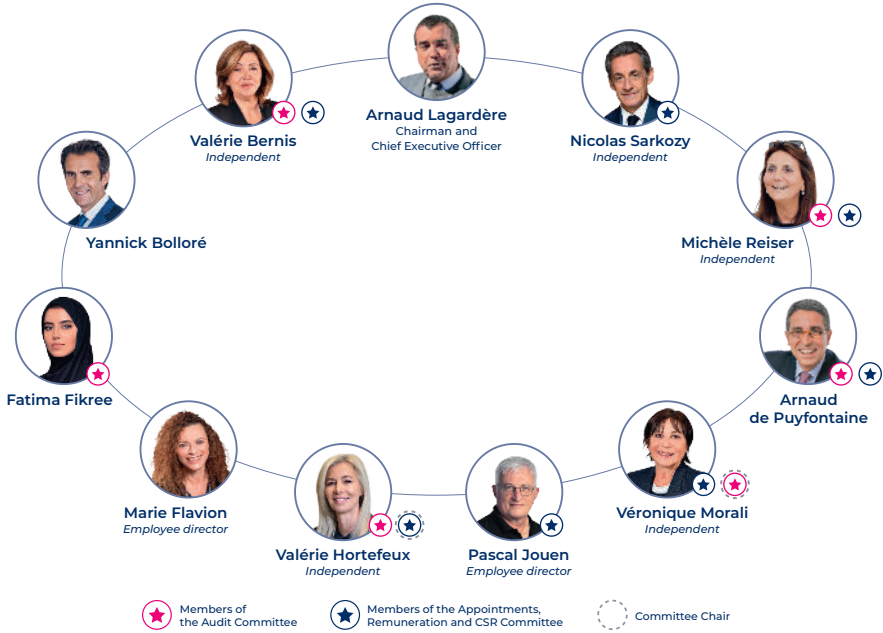 Arnaud Lagardère
Chairman and
Chief Executive Officer
Valérie Bernis
Independent
Nicolas Sarkozy
Independent
Yannick Bolloré
Michèle Reiser
Independent
Fatima Fikree
Arnaud
de Puyfontaine
Marie Flavion
Employee director
Valérie Hortefeux
Independent
Pascal Jouen
Employee director
Véronique Morali
Independent
Members of
the Audit Committee
Members of the Appointments,
Remuneration and CSR Committee
Committee Chair